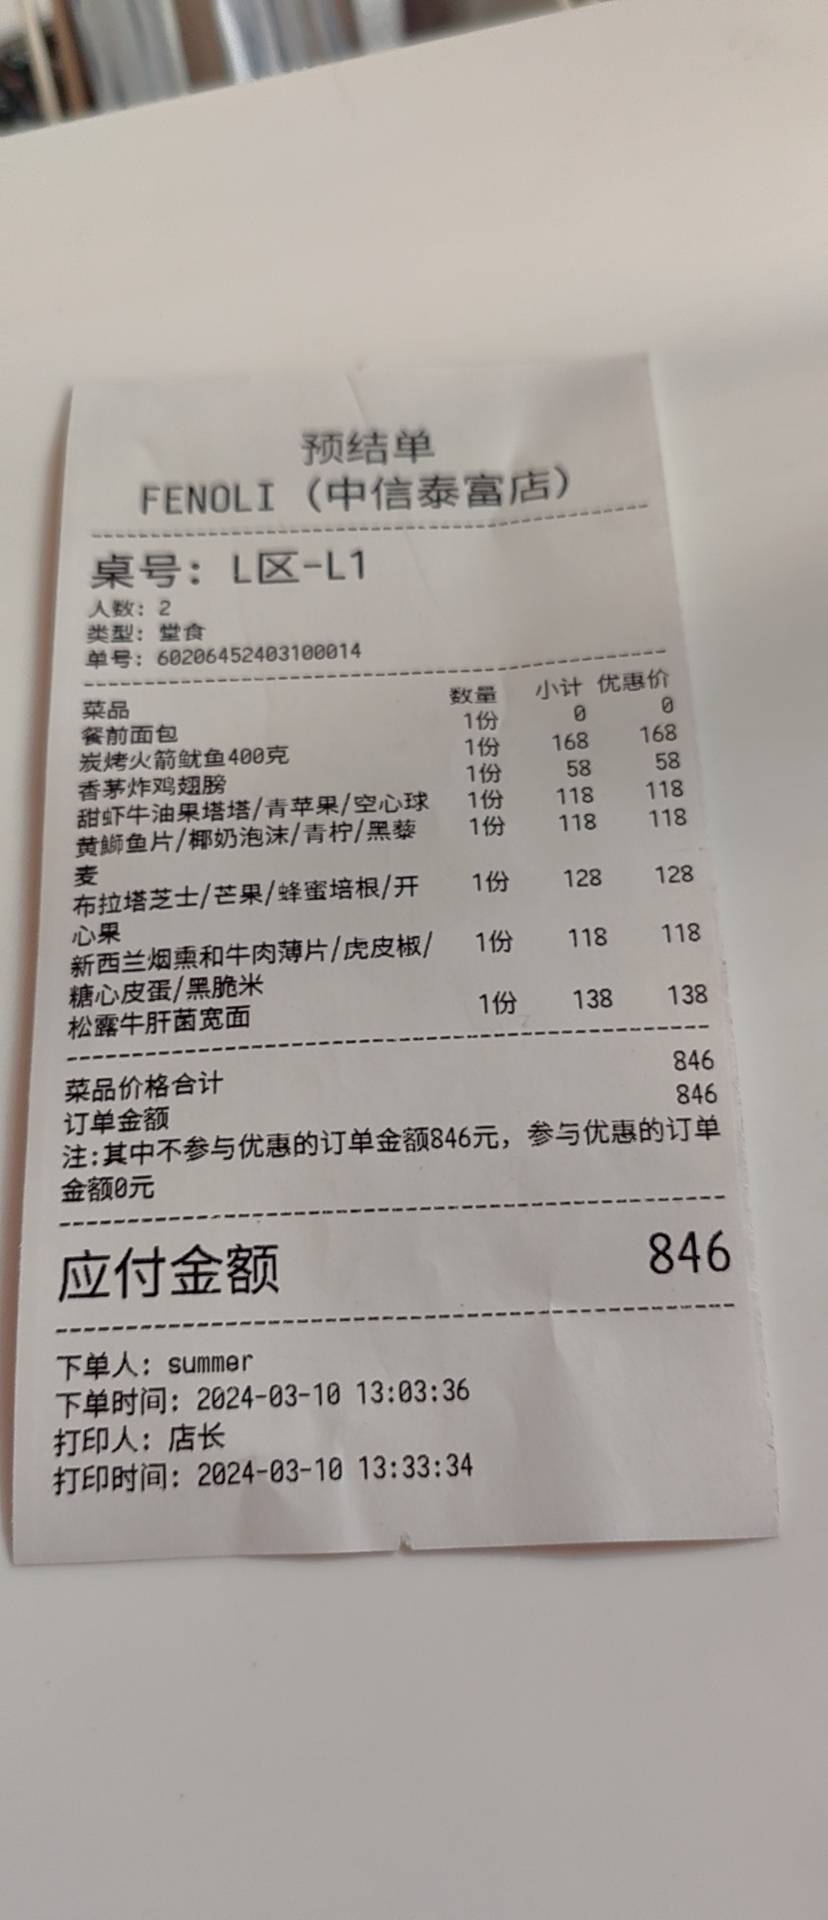 预结单
FENOLI（中信泰富店）
桌号: L区-L1
人数: 2
类型: 堂食
单号: 60206452403100014
菜品 数量 小计 优惠价
餐前面包 1份 0 0
炭烤火箭鱿鱼400克 1份 168 168
香茅炸鸡翅膀 1份 58 58
甜虾牛油果塔塔/青苹果/空心球 1份 118 118
黄鰤鱼片/椰奶泡沫/青柠/黑藜 1份 118 118
麦
布拉塔芝士/芒果/蜂蜜培根/开 1份 128 128
心果
新西兰烟熏和牛肉薄片/虎皮椒/ 1份 118 118
糖心皮蛋/黑脆米
松露牛肝菌宽面 1份 138 138
菜品价格合计 846
订单金额 846
注:其中不参与优惠的订单金额846元，参与优惠的订单
金额0元
应付金额 846
下单人: summer
下单时间: 2024-03-10 13:03:36
打印人: 店长
打印时间: 2024-03-10 13:33:34